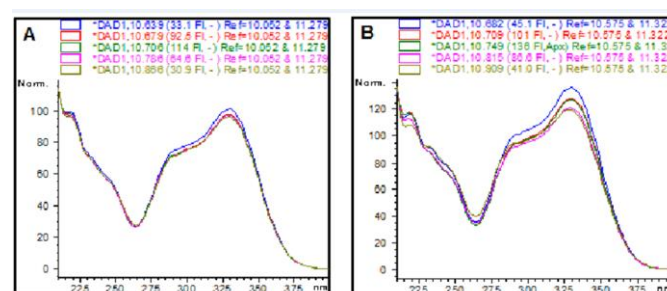 A
*DAD1,10.639 (33.1 Fl, - ) Ref=10.052 & 11.279
*DAD1,10.679 (92.5 Fl, - ) Ref=10.052 & 11.279
*DAD1,10.706 (114 Fl, - ) Ref=10.052 & 11.279
*DAD1,10.786 (64.6 Fl, - ) Ref=10.052 & 11.279
*DAD1,10.866 (30.9 Fl, - ) Ref=10.052 & 11.279
Norm.
100
80
60
40
20
0
225 250 275 300 325 350 375 nm
B
*DAD1,10.682 (45.1 Fl, - ) Ref=10.575 & 11.322
*DAD1,10.709 (101 Fl, - ) Ref=10.575 & 11.322
*DAD1,10.749 (136 Fl,Apx) Ref=10.575 & 11.32
*DAD1,10.815 (86.6 Fl, - ) Ref=10.575 & 11.322
*DAD1,10.909 (41.0 Fl, - ) Ref=10.575 & 11.322
Norm.
120
100
80
60
40
20
0
225 250 275 300 325 350 375